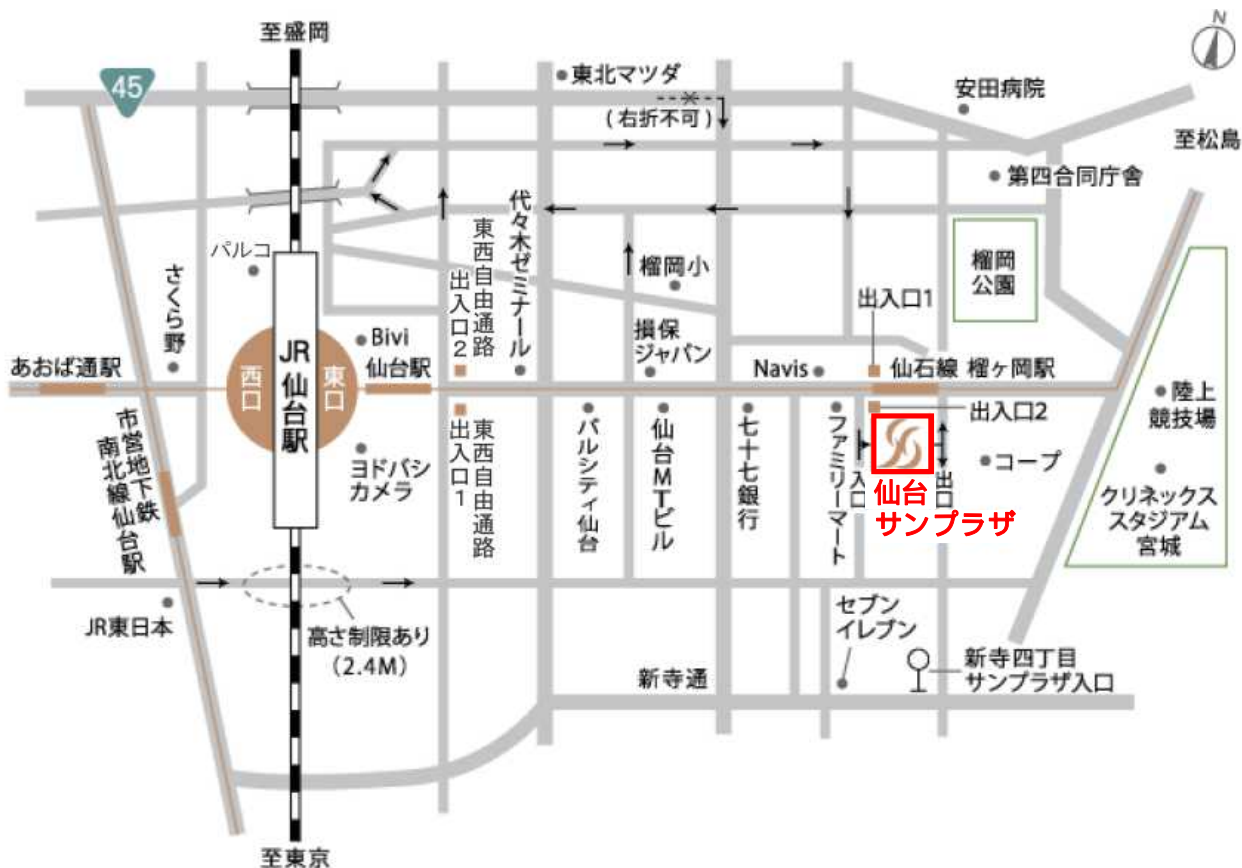 至盛岡
N
45
東北マツダ
(右折不可)
安田病院
至松島
第四合同庁舎
パルコ
さくら野
東西自由通路
出入口2
代々木ゼミナール
榴岡小
榴岡
公園
出入口1
あおば通駅
西口
JR仙台駅
東口
Bivi
仙台駅
損保
ジャパン
Navis
仙石線 榴ヶ岡駅
陸上
競技場
出入口2
市営地下鉄
南北線仙台駅
ヨドバシ
カメラ
東西自由通路
出入口1
パルシティ仙台
仙台MTビル
七十七銀行
ファミリーマート
入口
仙台
サンプラザ
出口
コープ
クリネックス
スタジアム
宮城
JR東日本
高さ制限あり
(2.4M)
セブン
イレブン
新寺通
新寺四丁目
サンプラザ入口
至東京